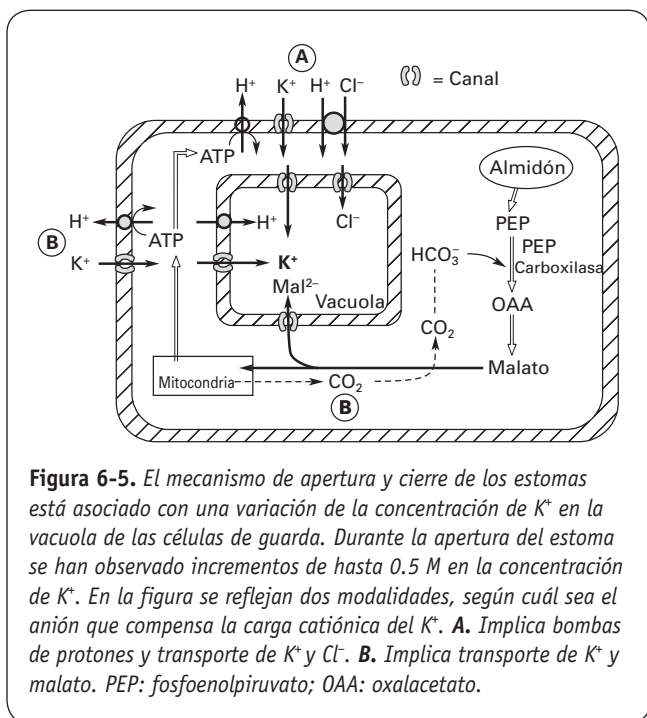 A
H⁺ K⁺ H⁺ Cl⁻
= Canal
ATP
Almidón
H⁺
ATP
H⁺
Cl⁻
PEP
B
K⁺
K⁺
HCO₃⁻
PEP
Carboxilasa
Mal²⁻
Vacuola
OAA
CO₂
Malato
Mitocondria
CO₂
B
Figura 6-5. El mecanismo de apertura y cierre de los estomas
está asociado con una variación de la concentración de K⁺ en la
vacuola de las células de guarda. Durante la apertura del estoma
se han observado incrementos de hasta 0.5 M en la concentración
de K⁺. En la figura se reflejan dos modalidades, según cuál sea el
anión que compensa la carga catiónica del K⁺. A. Implica bombas
de protones y transporte de K⁺ y Cl⁻. B. Implica transporte de K⁺ y
malato. PEP: fosfoenolpiruvato; OAA: oxalacetato.